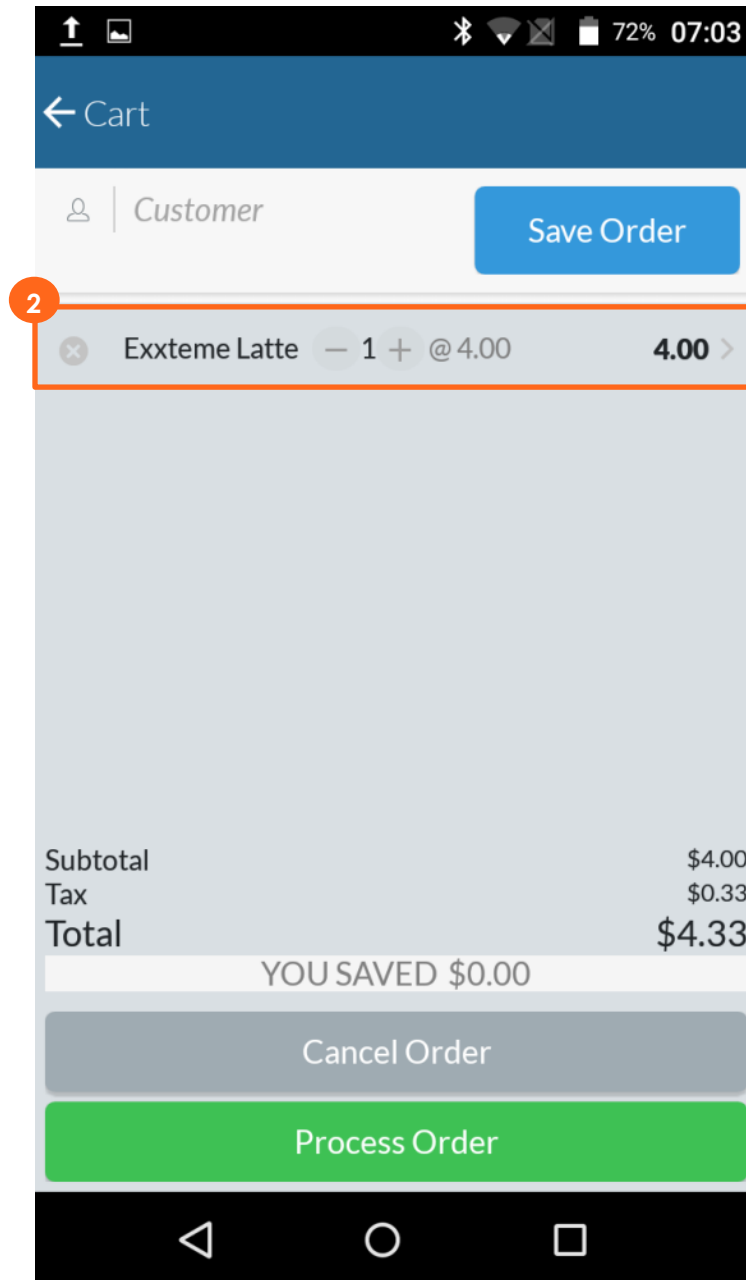 72% 07:03
Cart
Customer
Save Order
2
Exxteme Latte 1 @ 4.00 4.00
Subtotal $4.00
Tax $0.33
Total $4.33
YOU SAVED $0.00
Cancel Order
Process Order